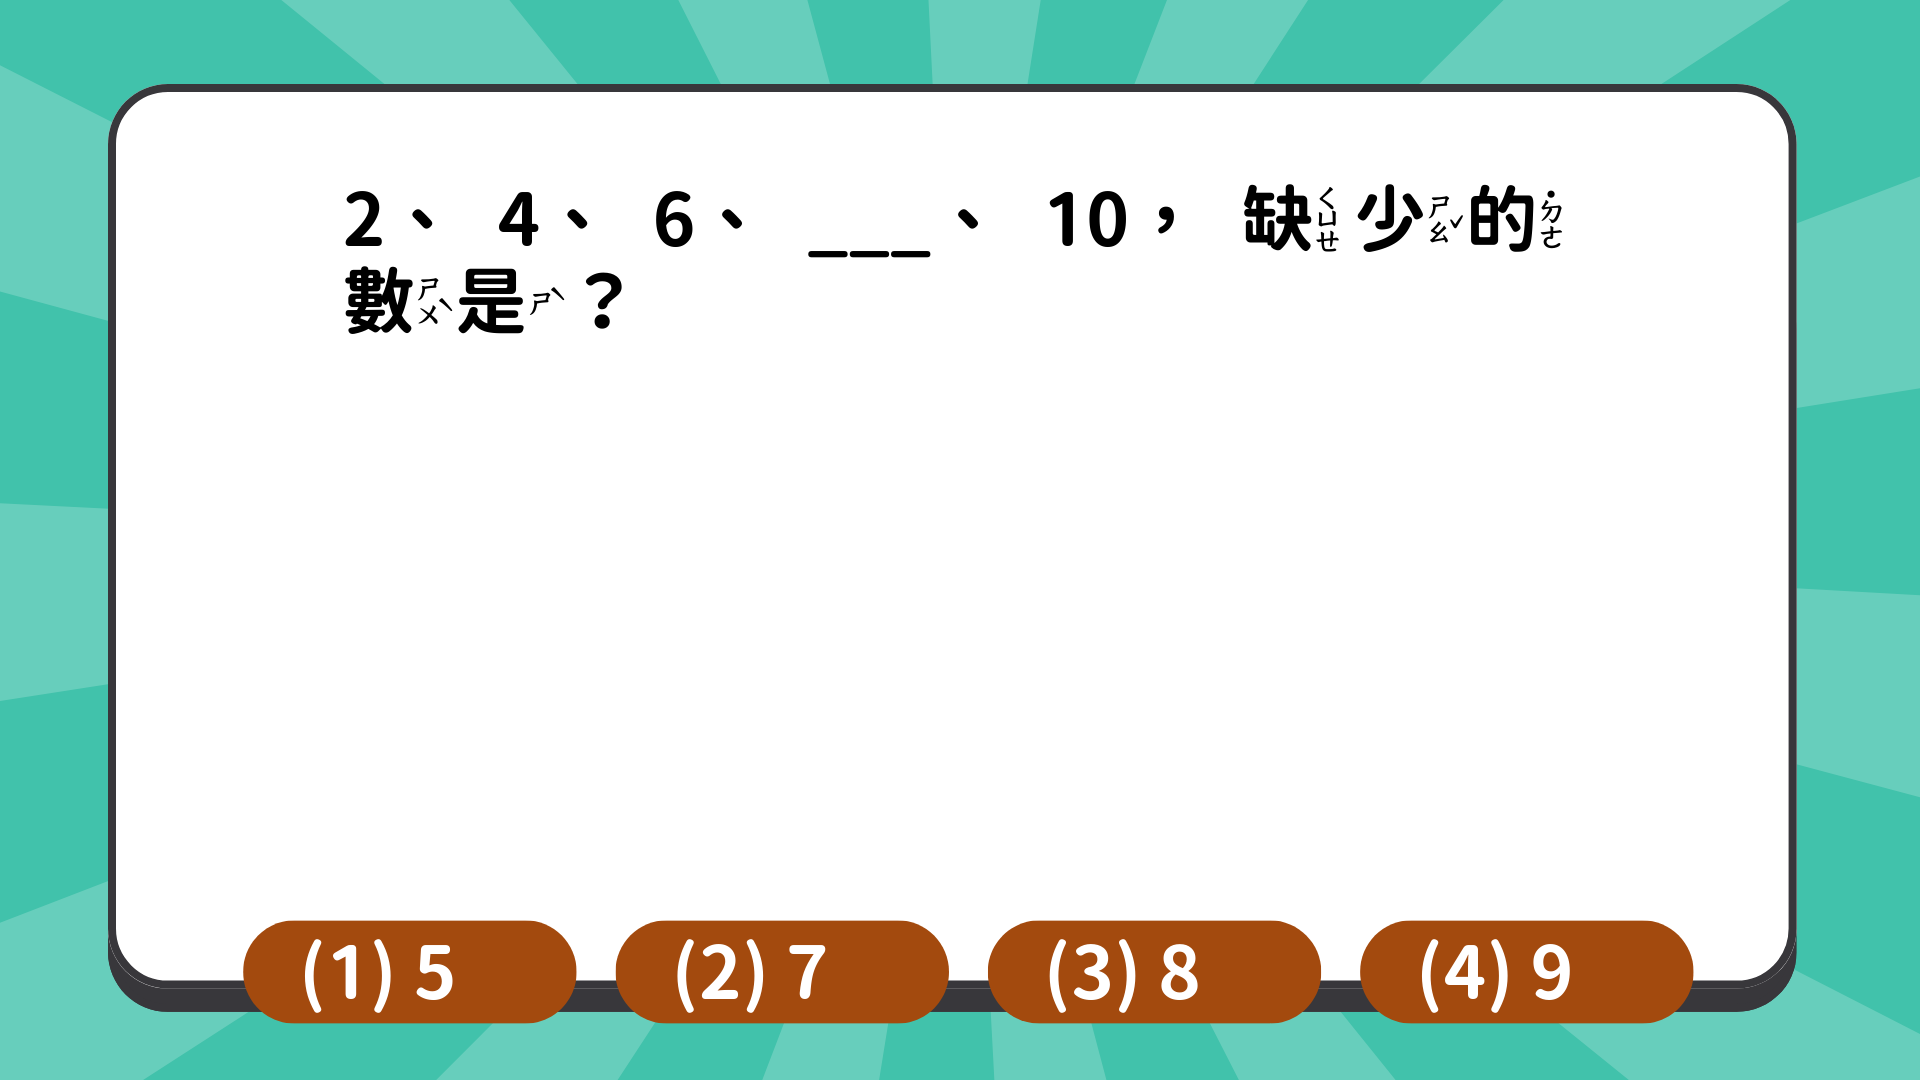 2、 4、 6、 ___、 10， 缺ㄑㄩㄝ少ㄕㄠˇ的˙ㄉㄜ
數ㄕㄨˋ是ㄕˋ？
(1) 5
(2) 7
(3) 8
(4) 9